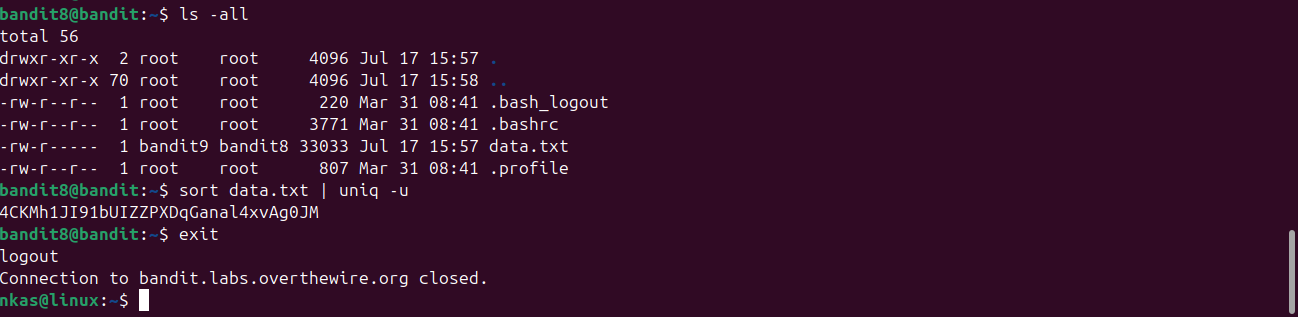 bandit8@bandit:~$ ls -all
total 56
drwxr-xr-x  2 root    root     4096 Jul 17 15:57 .
drwxr-xr-x 70 root    root     4096 Jul 17 15:58 ..
-rw-r--r--  1 root    root      220 Mar 31 08:41 .bash_logout
-rw-r--r--  1 root    root     3771 Mar 31 08:41 .bashrc
-rw-r-----  1 bandit9 bandit8 33033 Jul 17 15:57 data.txt
-rw-r--r--  1 root    root      807 Mar 31 08:41 .profile
bandit8@bandit:~$ sort data.txt | uniq -u
4CKMh1JI91bUIZZPXDqGanal4xvAg0JM
bandit8@bandit:~$ exit
logout
Connection to bandit.labs.overthewire.org closed.
nkas@linux:~$